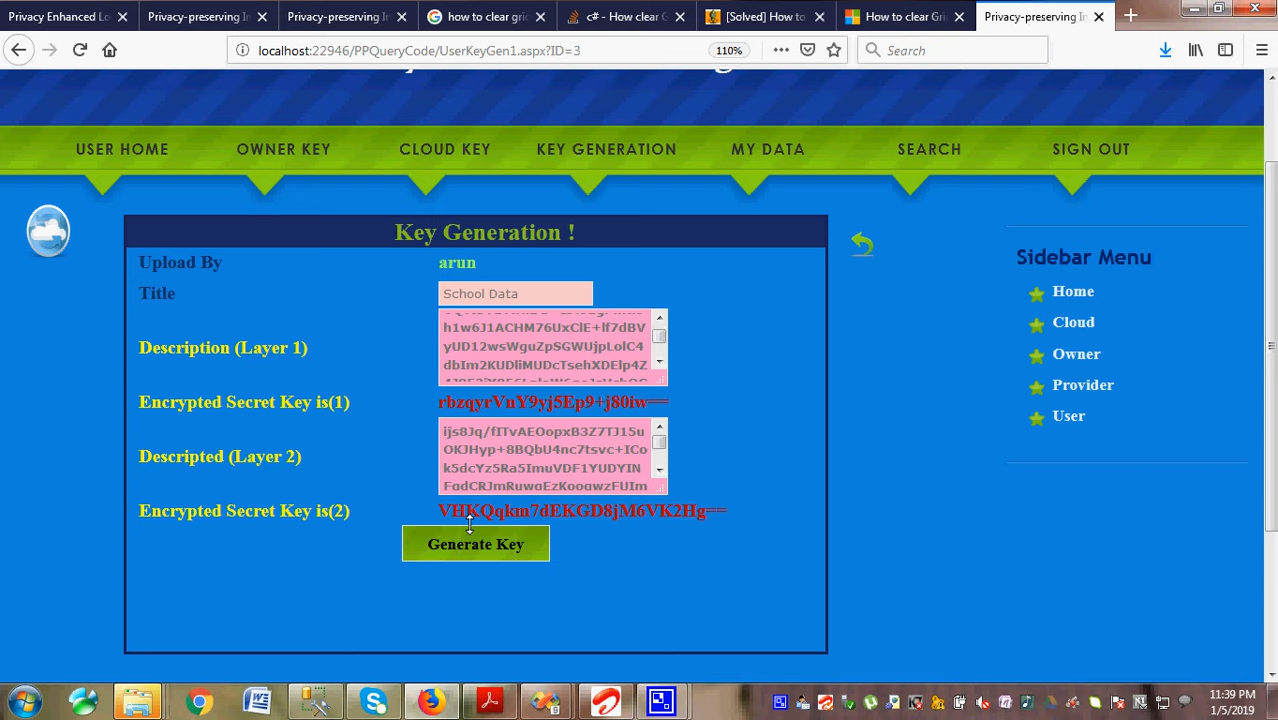 Privacy Enhanced Lo
Privacy-preserving In
Privacy-preserving In
how to clear grid
c# - How clear G
[Solved] How to
How to clear Gri
Privacy-preserving In
localhost:22946/PPQueryCode/UserKeyGen1.aspx?ID=3
110%
Search
USER HOME
OWNER KEY
CLOUD KEY
KEY GENERATION
MY DATA
SEARCH
SIGN OUT
Key Generation !
Upload By
arun
Title
School Data
Description (Layer 1)
h1w6J1ACHM76UxClE+lf7dBV
yUD12wsWguZpSGWUjpLolC4
dbIm2KUDliMUDcTsehXDElp4Z
Encrypted Secret Key is(1)
rbzqyrVnY9yj5Ep9+j80iw==
Descripted (Layer 2)
ijs8Jq/fITvAEOopxB3Z7TJ15u
OKJHyp+8BQbU4nc7tsvc+ICo
k5dcYz5Ra5ImuVDF1YUDYIN
FgdCRJmRuwgEzKoogwzFUIm
Encrypted Secret Key is(2)
VHKQqkm7dEKGD8jM6VK2Hg==
Generate Key
Sidebar Menu
Home
Cloud
Owner
Provider
User
11:39 PM
1/5/2019